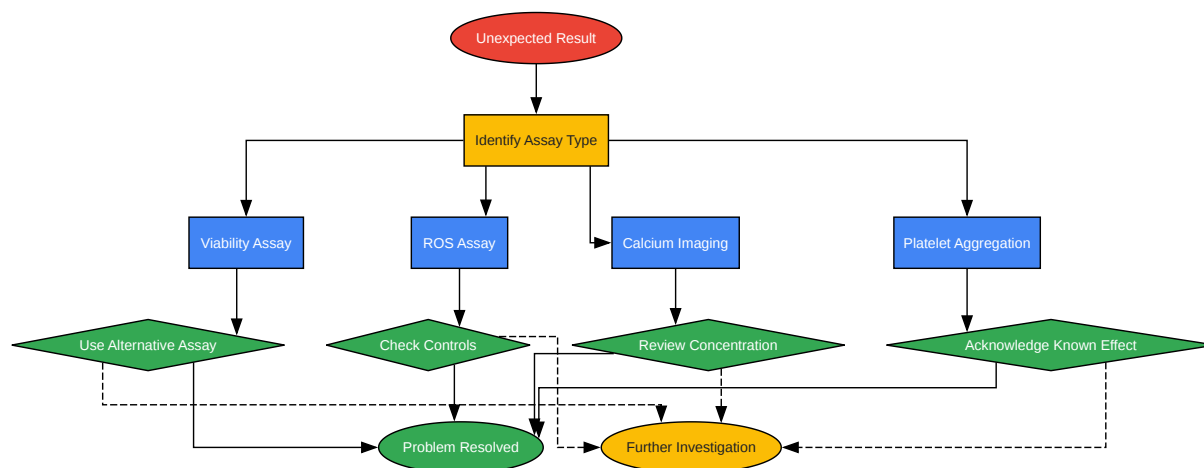 Unexpected Result
Identify Assay Type
Viability Assay
ROS Assay
Calcium Imaging
Platelet Aggregation
Use Alternative Assay
Check Controls
Review Concentration
Acknowledge Known Effect
Problem Resolved
Further Investigation